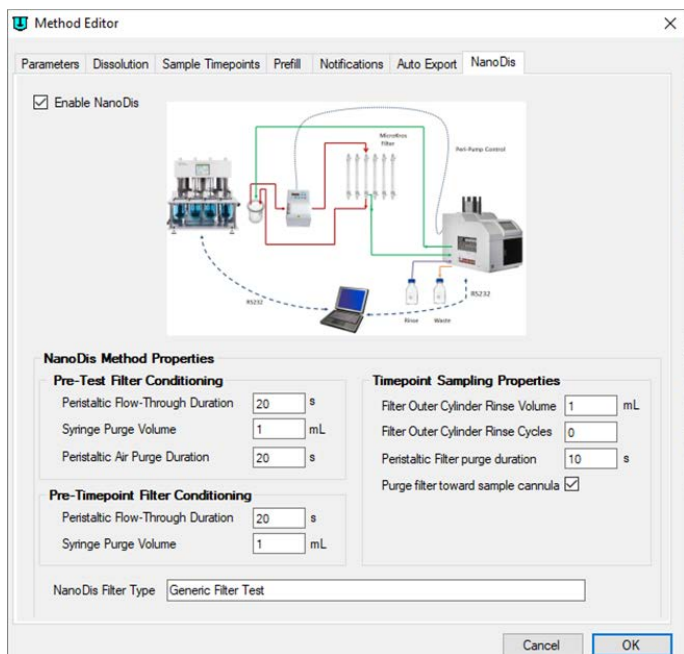 Method Editor
Parameters Dissolution Sample Timepoints Prefill Notifications Auto Export NanoDis
Enable NanoDis
Microkros
Filter
Peri-Pump Control
RS232
RS232
Rinse Waste
NanoDis Method Properties
Pre-Test Filter Conditioning
Peristaltic Flow-Through Duration 20 s
Syringe Purge Volume 1 mL
Peristaltic Air Purge Duration 20 s
Pre-Timepoint Filter Conditioning
Peristaltic Flow-Through Duration 20 s
Syringe Purge Volume 1 mL
Timepoint Sampling Properties
Filter Outer Cylinder Rinse Volume 1 mL
Filter Outer Cylinder Rinse Cycles 0
Peristaltic Filter purge duration 10 s
Purge filter toward sample cannula
NanoDis Filter Type Generic Filter Test
Cancel OK